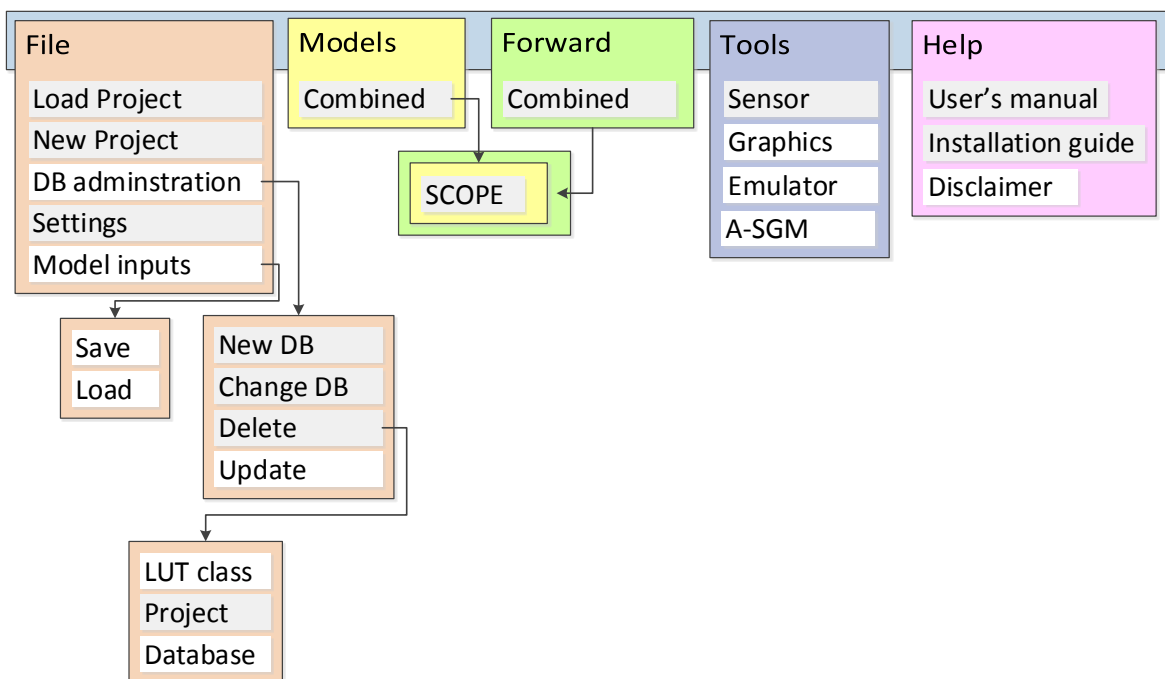 File
Load Project
New Project
DB adminstration
Settings
Model inputs
Models
Combined
Forward
Combined
SCOPE
Tools
Sensor
Graphics
Emulator
A-SGM
Help
User's manual
Installation guide
Disclaimer
Save
Load
New DB
Change DB
Delete
Update
LUT class
Project
Database